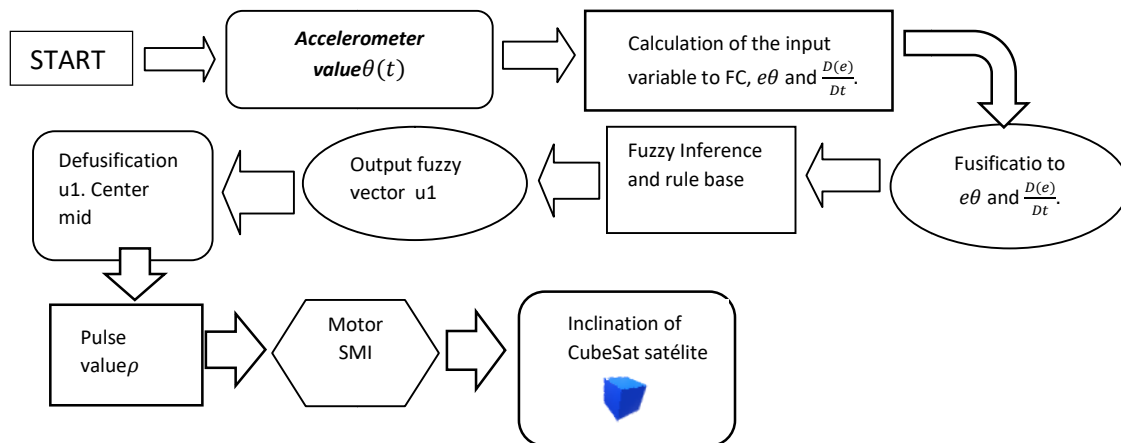 START
Accelerometer
valueθ(t)
Calculation of the input
variable to FC, eθ and D(e)/Dt.
Fusificatio to
eθ and D(e)/Dt.
Fuzzy Inference
and rule base
Output fuzzy
vector u1
Defusification
u1. Center
mid
Pulse
valueρ
Motor
SMI
Inclination of
CubeSat satélite